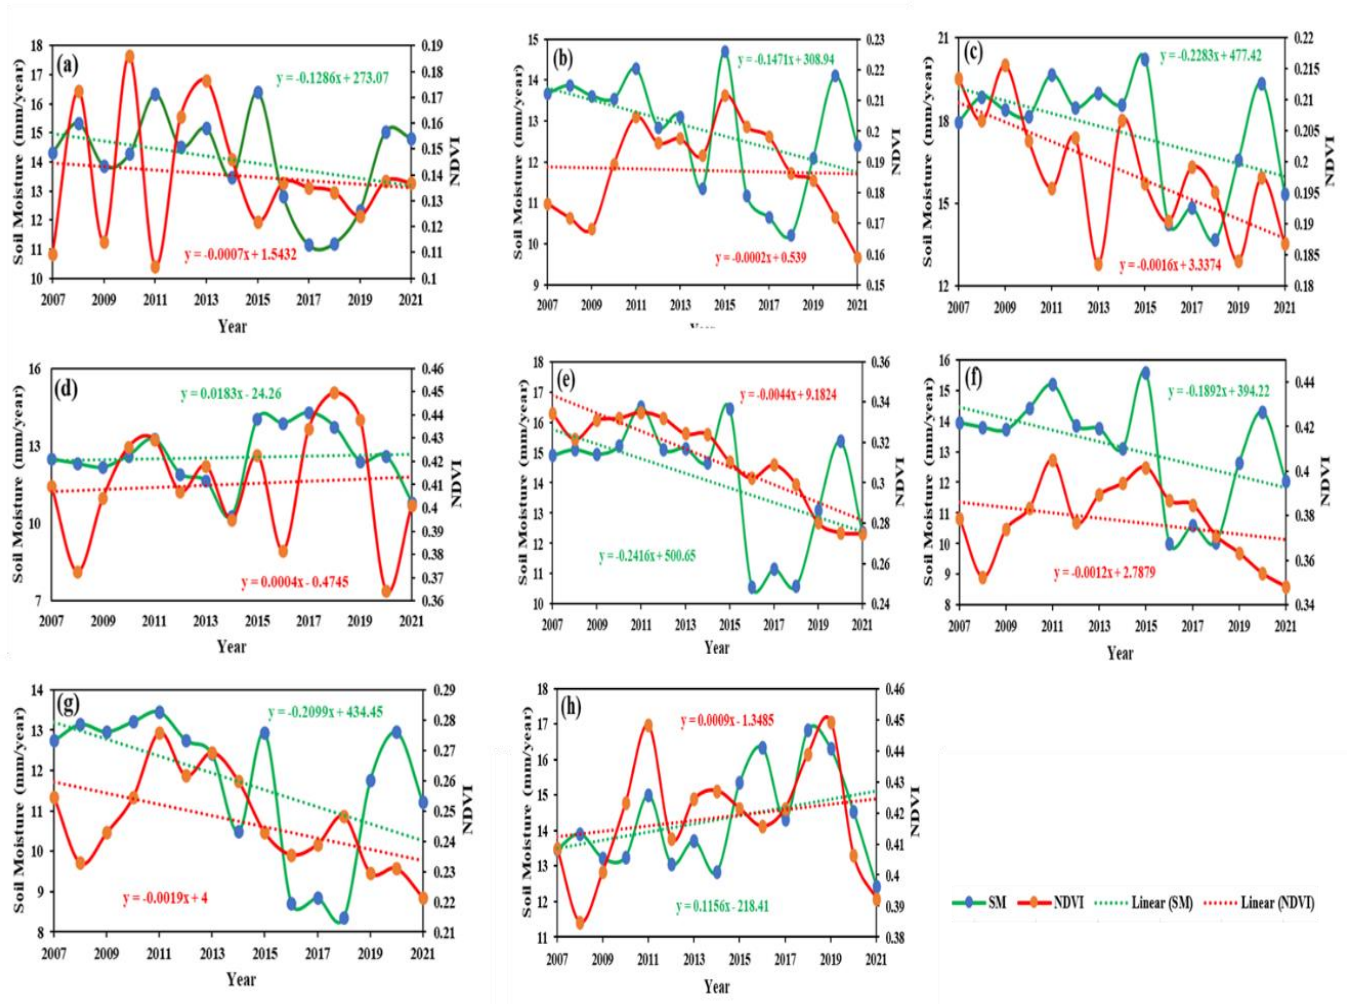 (a)
y = -0.1286x + 273.07
y = -0.0007x + 1.5432
Soil Moisture (mm/year)
18
17
16
15
14
13
12
11
10
0.19
0.18
0.17
0.16
0.15
0.14
0.13
0.12
0.11
0.1
NDVI
2007 2009 2011 2013 2015 2017 2019 2021
Year
(b)
y = -0.1471x + 308.94
y = -0.0002x + 0.539
Soil Moisture (mm/year)
15
14
13
12
11
10
9
0.23
0.22
0.21
0.2
0.19
0.18
0.17
0.16
0.15
NDVI
2007 2009 2011 2013 2015 2017 2019 2021
(c)
y = -0.2283x + 477.42
y = -0.0016x + 3.3374
Soil Moisture (mm/year)
21
18
15
12
0.22
0.215
0.21
0.205
0.2
0.195
0.19
0.185
0.18
NDVI
2007 2009 2011 2013 2015 2017 2019 2021
Year
(d)
y = 0.0183x - 24.26
y = 0.0004x - 0.4745
Soil Moisture (mm/year)
16
13
10
7
0.46
0.45
0.44
0.43
0.42
0.41
0.4
0.39
0.38
0.37
0.36
NDVI
2007 2009 2011 2013 2015 2017 2019 2021
Year
(e)
y = -0.0044x + 9.1824
y = -0.2416x + 500.65
Soil Moisture (mm/year)
18
17
16
15
14
13
12
11
10
0.36
0.34
0.32
0.3
0.28
0.26
0.24
NDVI
2007 2009 2011 2013 2015 2017 2019 2021
Year
(f)
y = -0.1892x + 394.22
y = -0.0012x + 2.7879
Soil Moisture (mm/year)
16
15
14
13
12
11
10
9
8
0.44
0.42
0.4
0.38
0.36
0.34
NDVI
2007 2009 2011 2013 2015 2017 2019 2021
Year
(g)
y = -0.2099x + 434.45
y = -0.0019x + 4
Soil Moisture (mm/year)
14
13
12
11
10
9
8
0.29
0.28
0.27
0.26
0.25
0.24
0.23
0.22
0.21
NDVI
2007 2009 2011 2013 2015 2017 2019 2021
Year
(h)
y = 0.0009x - 1.3485
y = 0.1156x - 218.41
Soil Moisture (mm/year)
18
17
16
15
14
13
12
11
0.46
0.45
0.44
0.43
0.42
0.41
0.4
0.39
0.38
NDVI
2007 2009 2011 2013 2015 2017 2019 2021
Year
SM NDVI Linear (SM) Linear (NDVI)